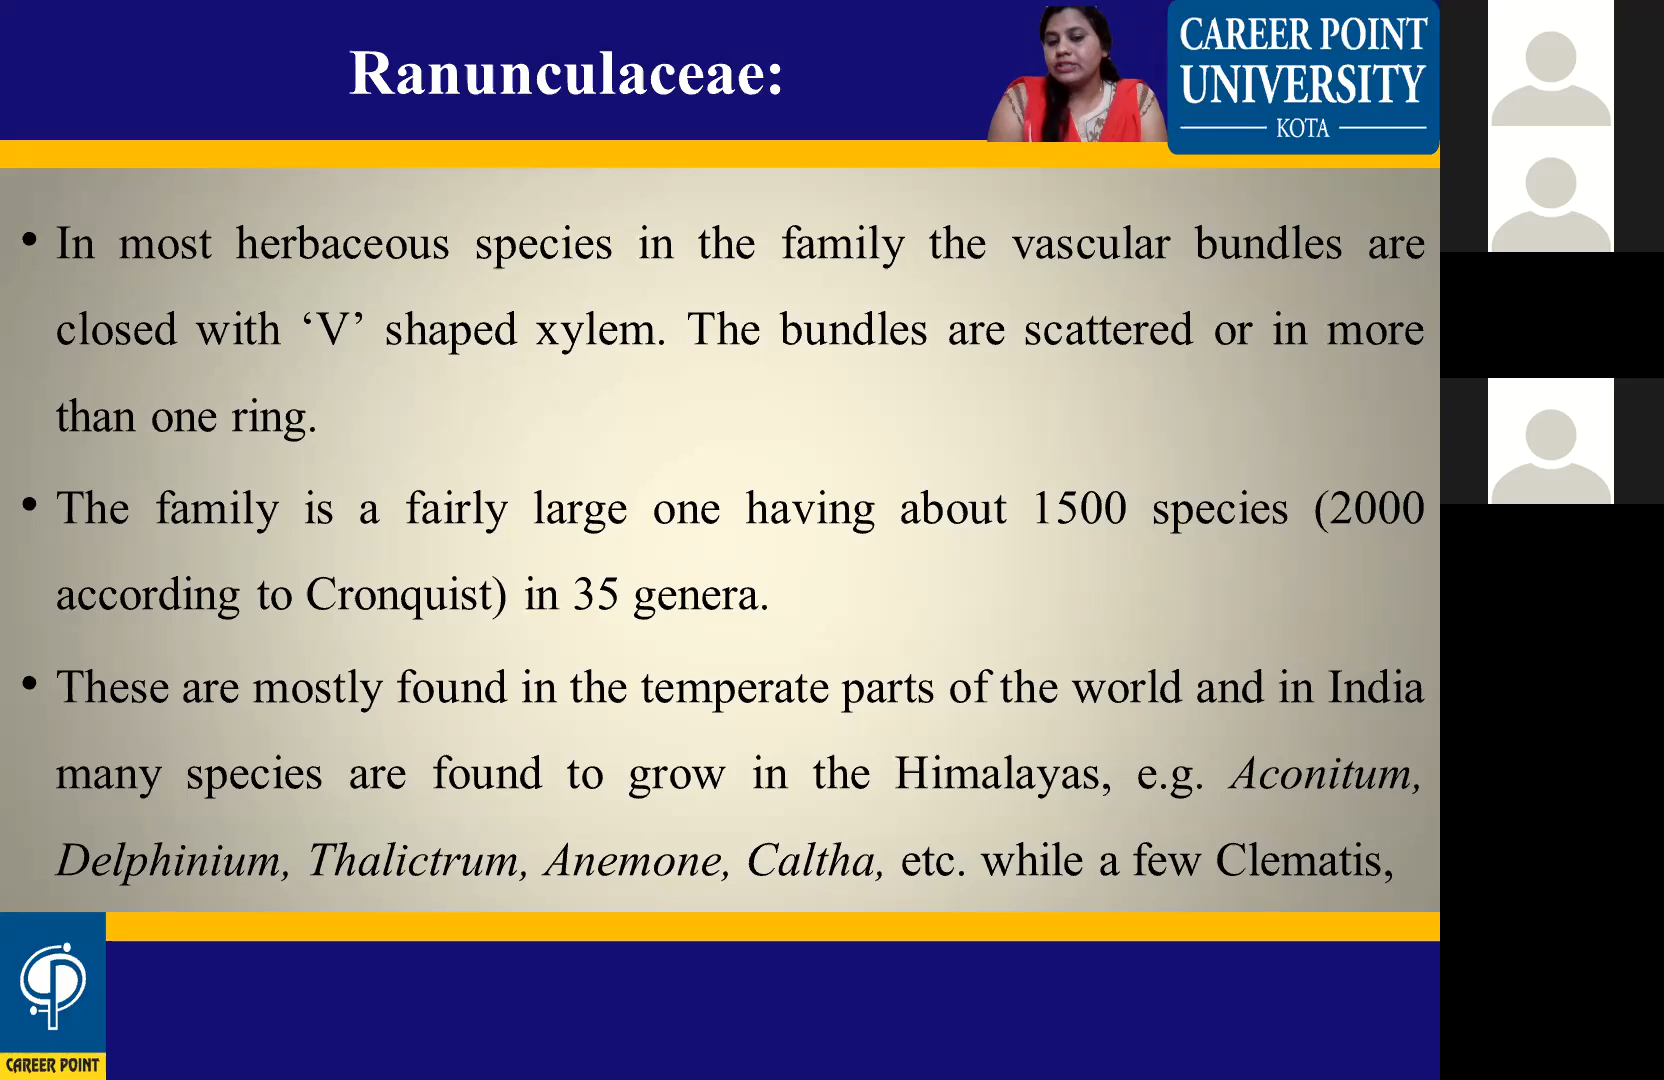 Ranunculaceae:
CAREER POINT
UNIVERSITY
KOTA
• In most herbaceous species in the family the vascular bundles are
closed with ‘V’ shaped xylem. The bundles are scattered or in more
than one ring.
• The family is a fairly large one having about 1500 species (2000
according to Cronquist) in 35 genera.
• These are mostly found in the temperate parts of the world and in India
many species are found to grow in the Himalayas, e.g. Aconitum,
Delphinium, Thalictrum, Anemone, Caltha, etc. while a few Clematis,
CAREER POINT